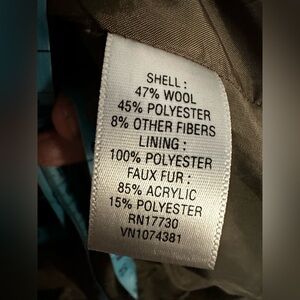 SHELL :
47% WOOL
45% POLYESTER
8% OTHER FIBERS
LINING :
100% POLYESTER
FAUX FUR :
85% ACRYLIC
15% POLYESTER
RN17730
VN1074381